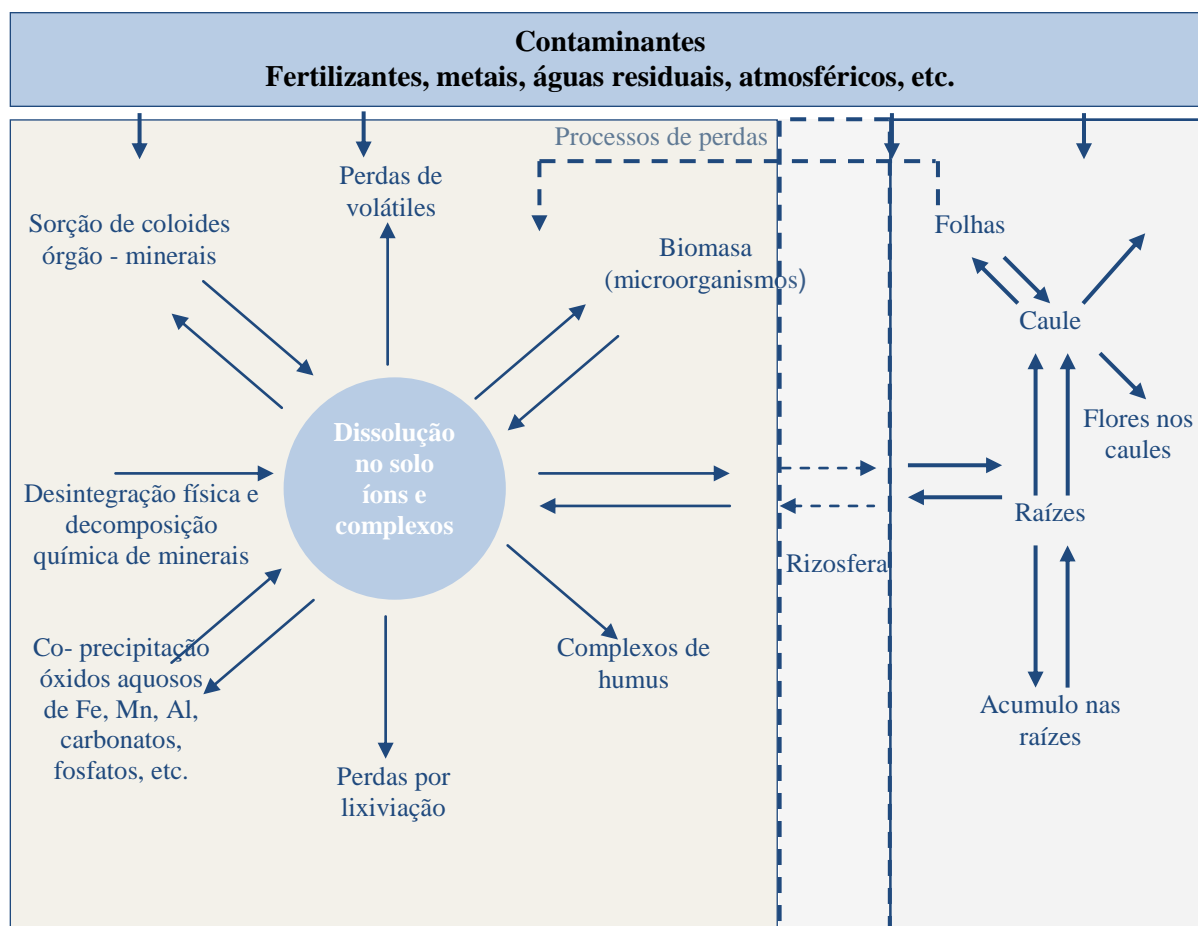 Contaminantes
Fertilizantes, metais, águas residuais, atmosféricos, etc.
Processos de perdas
Perdas de
volátiles
Sorção de coloides
órgão - minerais
Biomasa
(microorganismos)
Folhas
Caule
Flores nos
caules
Dissolução
no solo
íons e
complexos
Desintegração física e
decomposição
química de minerais
Raízes
Rizosfera
Co- precipitação
óxidos aquosos
de Fe, Mn, Al,
carbonatos,
fosfatos, etc.
Complexos de
humus
Acumulo nas
raízes
Perdas por
lixiviação